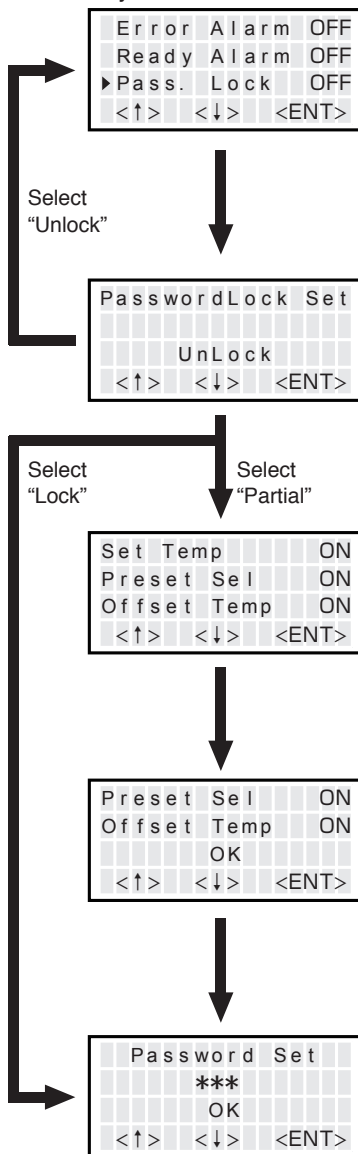 Error Alarm OFF
Ready Alarm OFF
▶Pass. Lock OFF
<↑> <↓> <ENT>
Select
“Unlock”
PasswordLock Set
UnLock
<↑> <↓> <ENT>
Select
“Lock”
Select
“Partial”
Set Temp ON
Preset Sel ON
Offset Temp ON
<↑> <↓> <ENT>
Preset Sel ON
Offset Temp ON
OK
<↑> <↓> <ENT>
Password Set
***
OK
<↑> <↓> <ENT>